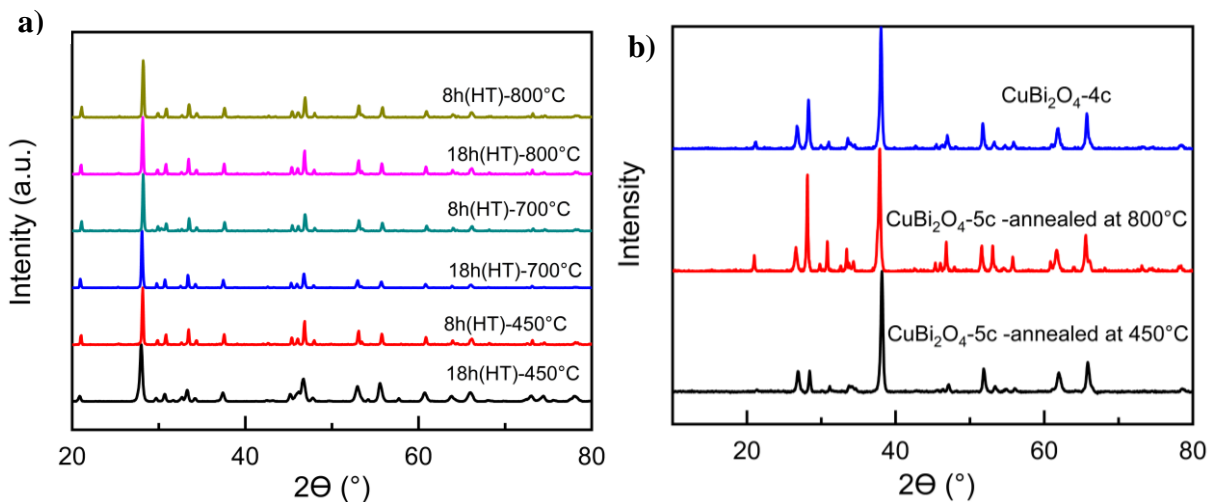 a)
Intenity (a.u.)
8h(HT)-800°C
18h(HT)-800°C
8h(HT)-700°C
18h(HT)-700°C
8h(HT)-450°C
18h(HT)-450°C
20 40 60 80
2Θ (°)
b)
Intensity
CuBi₂O₄-4c
CuBi₂O₄-5c -annealed at 800°C
CuBi₂O₄-5c -annealed at 450°C
20 40 60 80
2Θ (°)